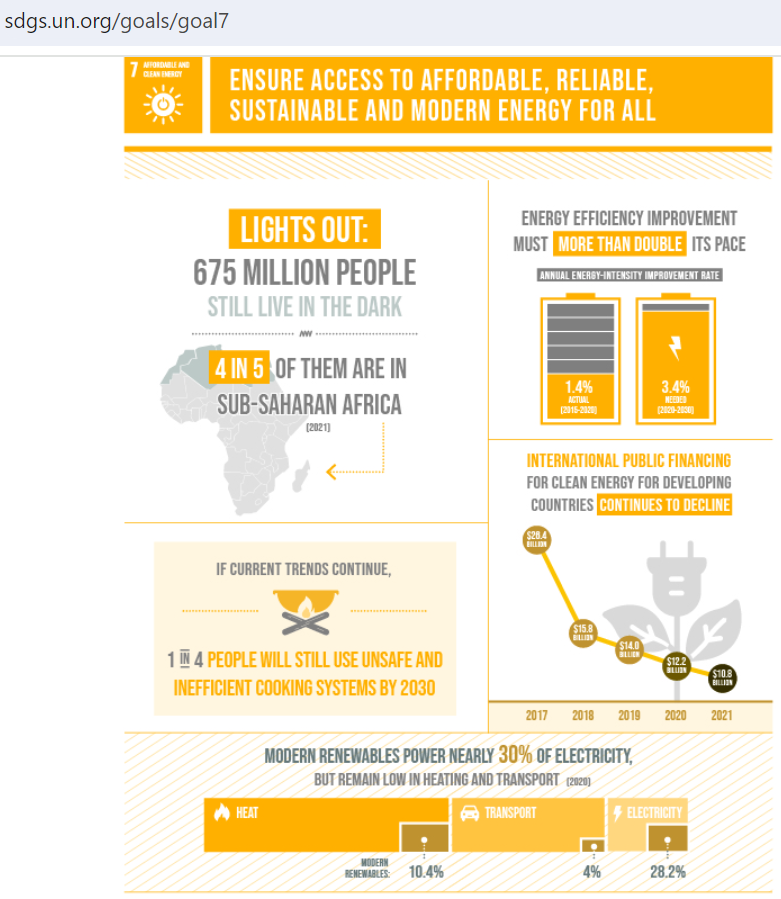 sdgs.un.org/goals/goal7
7 AFFORDABLE AND
CLEAN ENERGY
ENSURE ACCESS TO AFFORDABLE, RELIABLE,
SUSTAINABLE AND MODERN ENERGY FOR ALL
LIGHTS OUT:
675 MILLION PEOPLE
STILL LIVE IN THE DARK
4 IN 5 OF THEM ARE IN
SUB-SAHARAN AFRICA
(2021)
IF CURRENT TRENDS CONTINUE,
1 IN 4 PEOPLE WILL STILL USE UNSAFE AND
INEFFICIENT COOKING SYSTEMS BY 2030
ENERGY EFFICIENCY IMPROVEMENT
MUST MORE THAN DOUBLE ITS PACE
ANNUAL ENERGY-INTENSITY IMPROVEMENT RATE
1.4%
ACTUAL
(2015-2020)
3.4%
NEEDED
(2020-2030)
INTERNATIONAL PUBLIC FINANCING
FOR CLEAN ENERGY FOR DEVELOPING
COUNTRIES CONTINUES TO DECLINE
$26.4
BILLION
$15.8
BILLION
$14.0
BILLION
$12.2
BILLION
$10.8
BILLION
2017 2018 2019 2020 2021
MODERN RENEWABLES POWER NEARLY 30% OF ELECTRICITY,
BUT REMAIN LOW IN HEATING AND TRANSPORT (2020)
HEAT
TRANSPORT
ELECTRICITY
MODERN
RENEWABLES:
10.4%
4%
28.2%